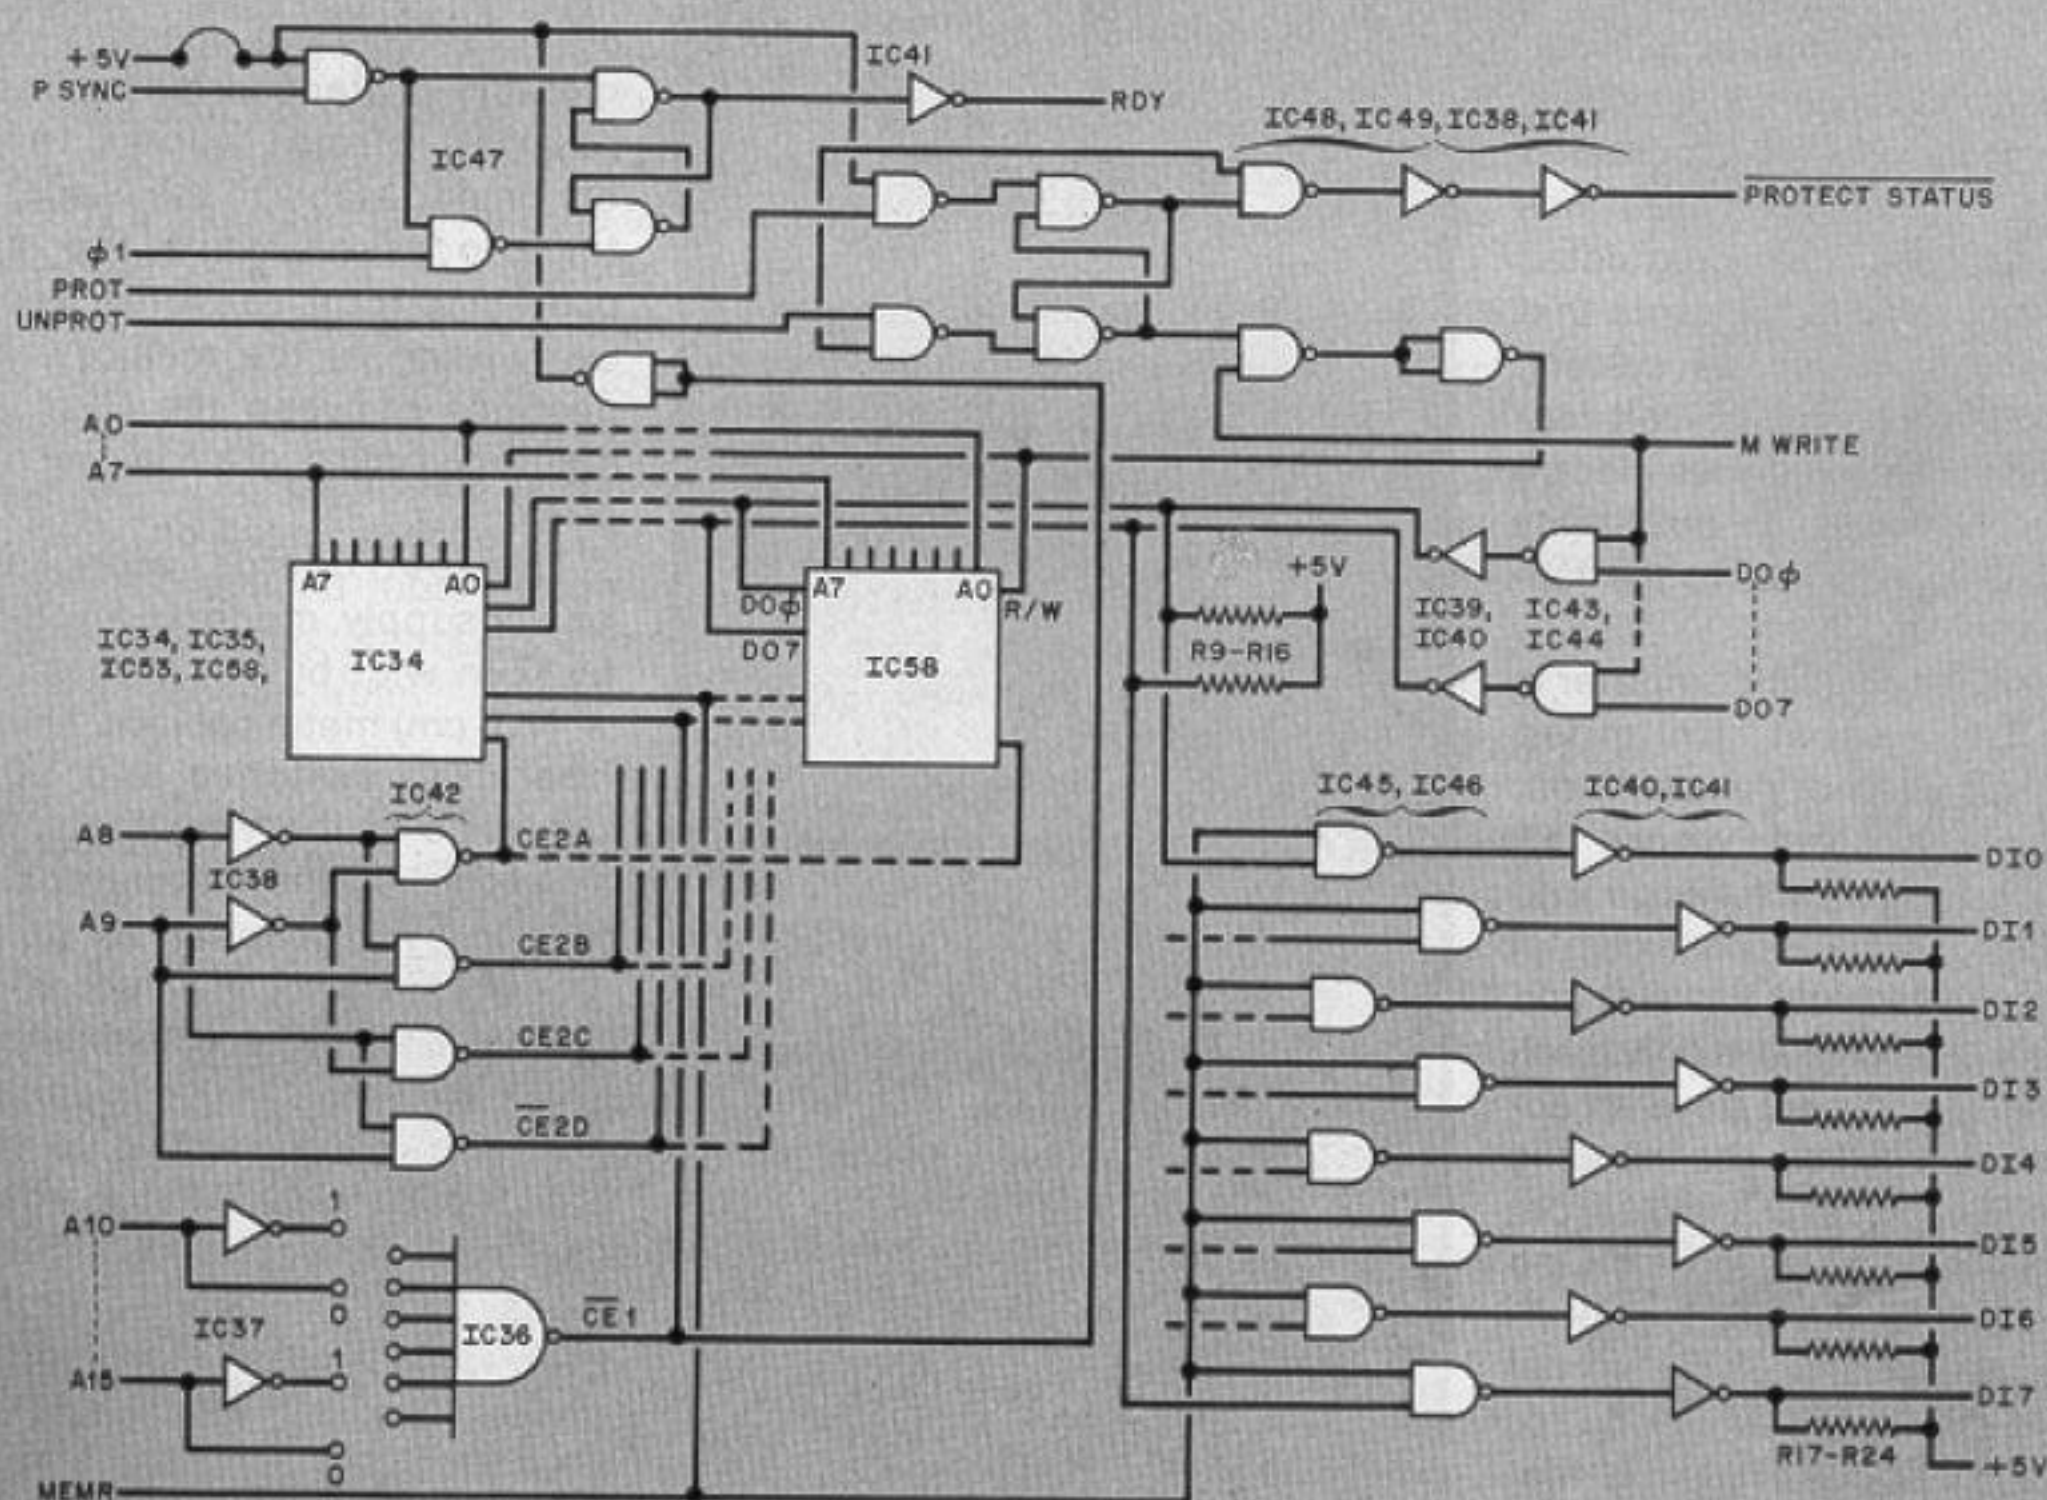 +5V
P SYNC
IC41
RDY
IC48, IC49, IC38, IC41
IC47
PROTECT STATUS
ϕ1
PROT
UNPROT
A0
A7
M WRITE
A7 A0
IC34
IC34, IC35,
IC53, IC58,
DOϕ
DO7
A7 A0
R/W
IC58
+5V
R9-R16
IC39,
IC40
IC43,
IC44
DOϕ
DO7
IC42
A8
CE2A
IC38
A9
CE2B
CE2C
CE2D
A10
1
0
IC37
A15
1
0
IC36
CE1
MEMR
IC45, IC46
IC40, IC41
DI0
DI1
DI2
DI3
DI4
DI5
DI6
DI7
R17-R24
+5V